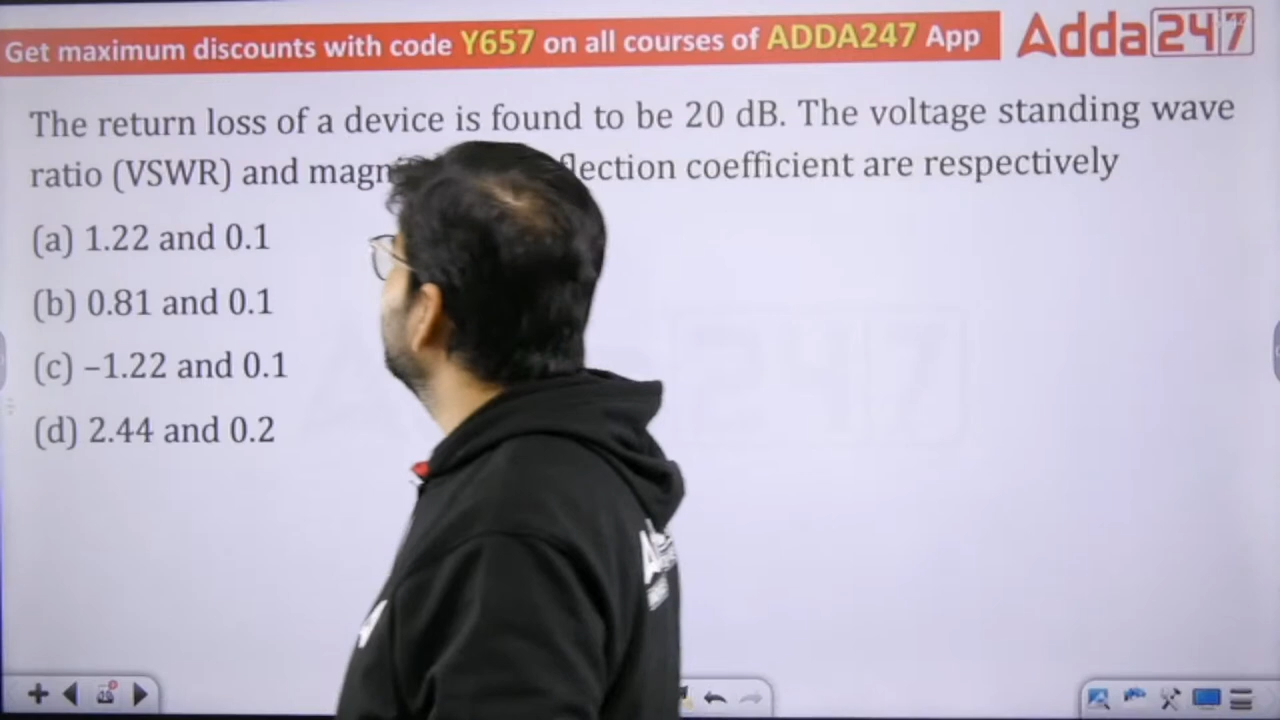 Get maximum discounts with code Y657 on all courses of ADDA247 App
Adda247
The return loss of a device is found to be 20 dB. The voltage standing wave
ratio (VSWR) and coefficient are respectively
(a) 1.22 and 0.1
(b) 0.81 and 0.1
(c) –1.22 and 0.1
(d) 2.44 and 0.2